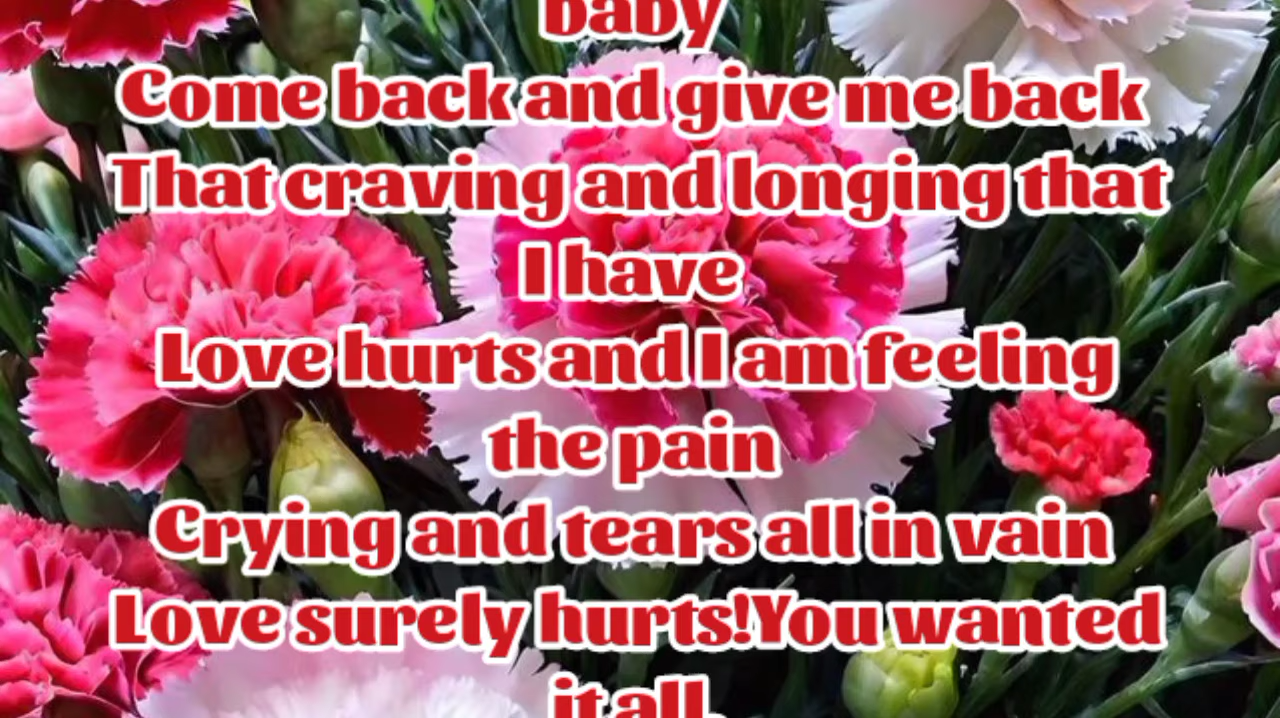 baby
Come back and give me back
That craving and longing that
I have
Love hurts and I am feeling
the pain
Crying and tears all in vain
Love surely hurts!You wanted
it all